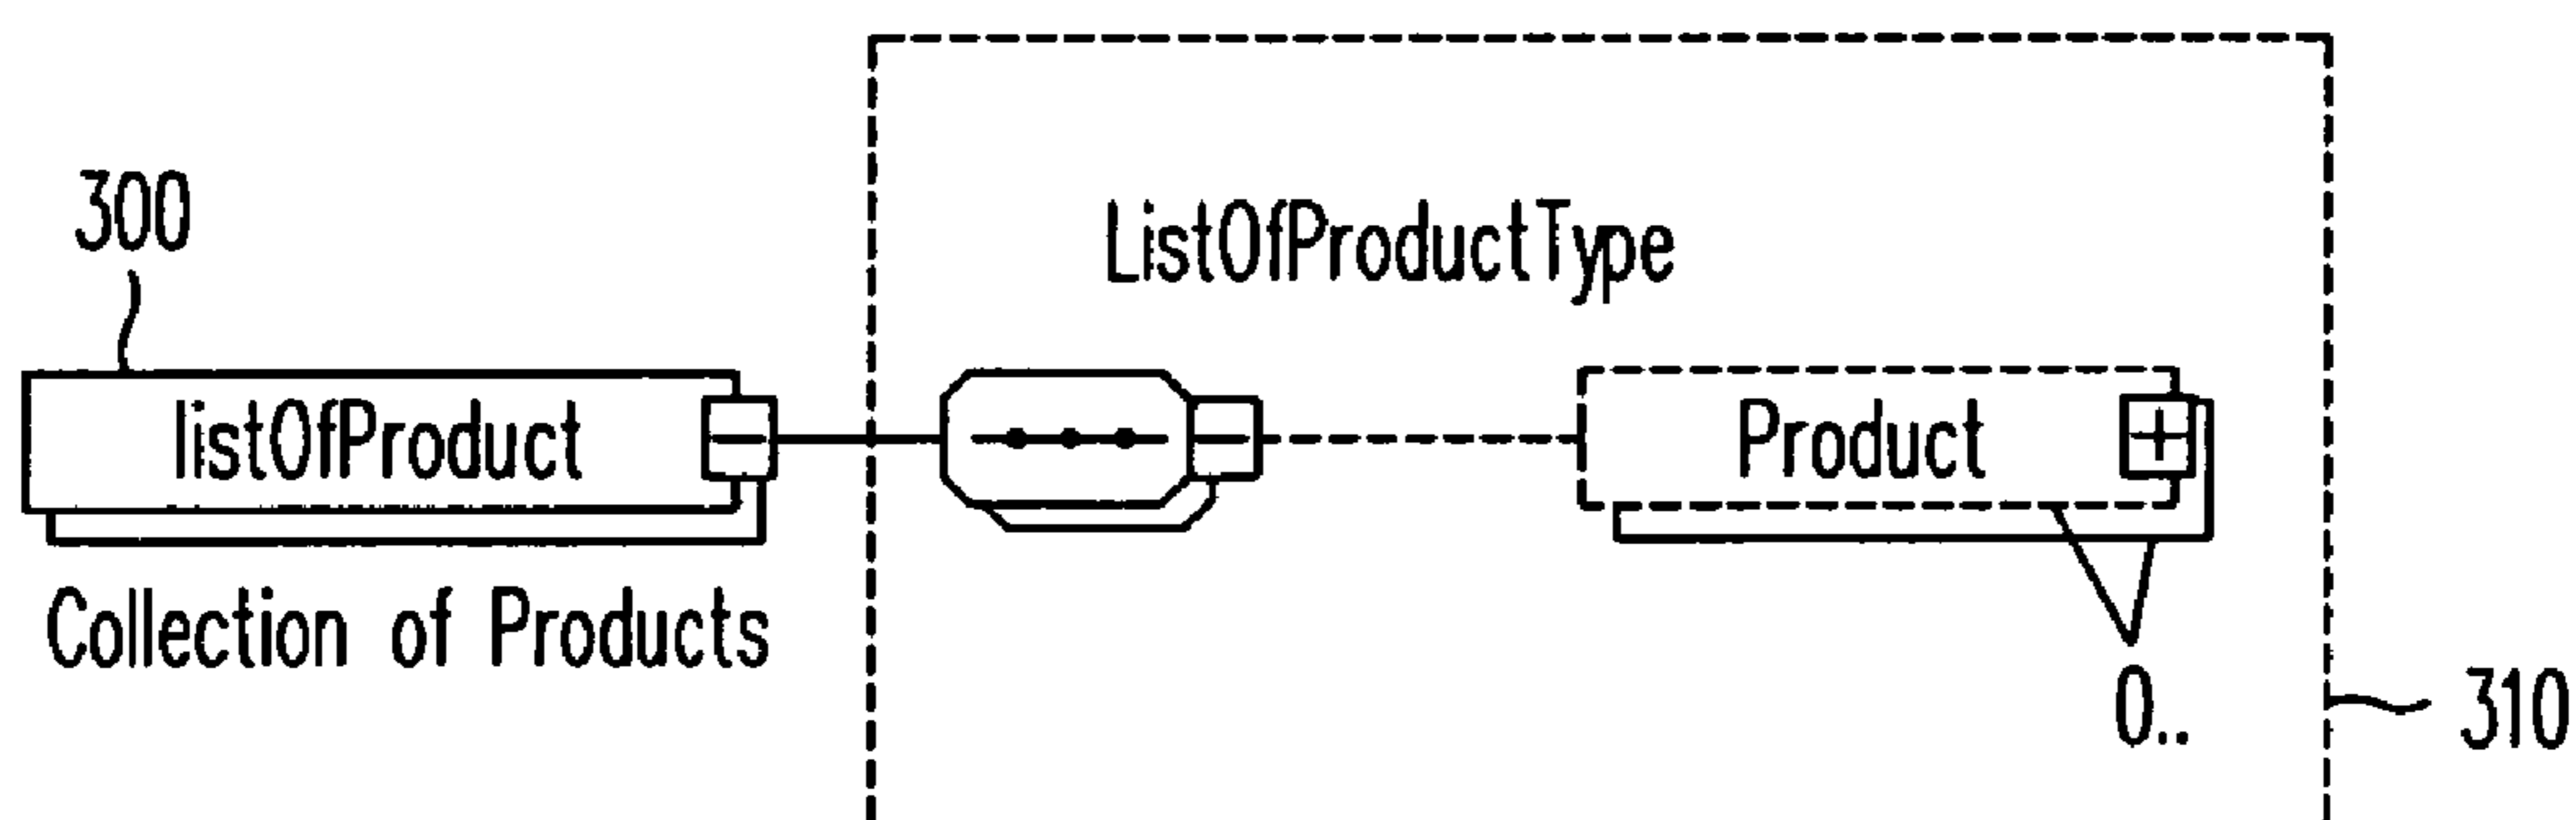 300
ListOfProductType
listOfProduct
Product
Collection of Products
0..
310